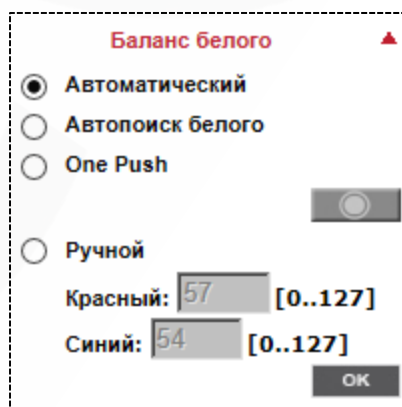 Баланс белого
Автоматический
Автопоиск белого
One Push
Ручной
Красный: 57 [0..127]
Синий: 54 [0..127]
OK